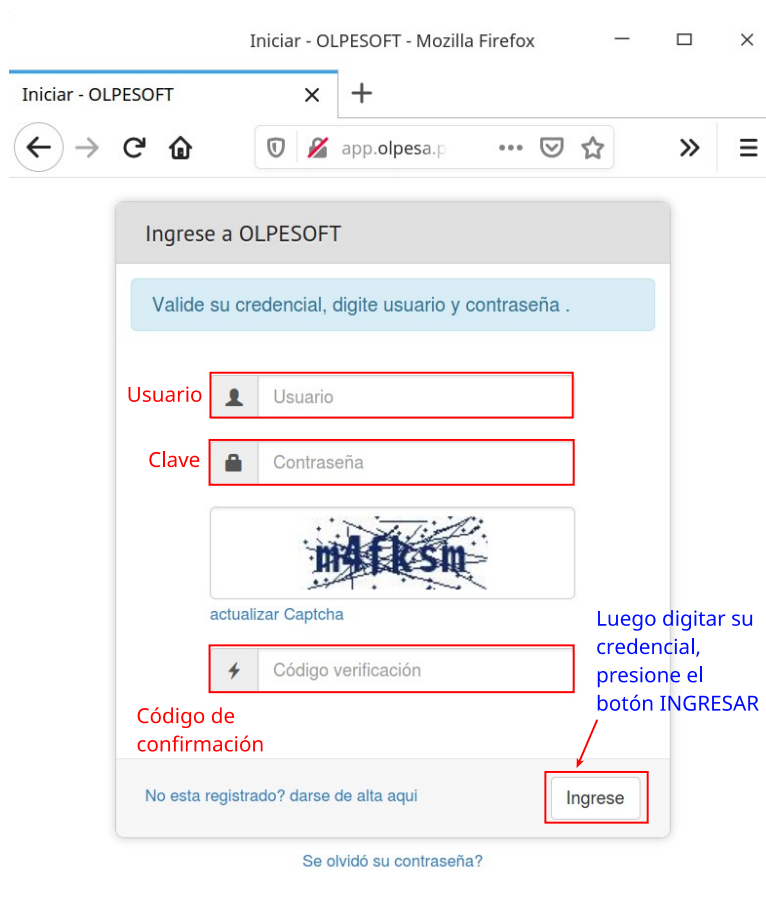 Iniciar - OLPESOFT - Mozilla Firefox
Iniciar - OLPESOFT
app.olpesa.p
Ingrese a OLPESOFT
Valide su credencial, digite usuario y contraseña .
Usuario
Usuario
Clave
Contraseña
m4fksm
actualizar Captcha
Luego digitar su
credencial,
presione el
botón INGRESAR
Código verificación
Código de
confirmación
No esta registrado? darse de alta aqui
Ingrese
Se olvidó su contraseña?